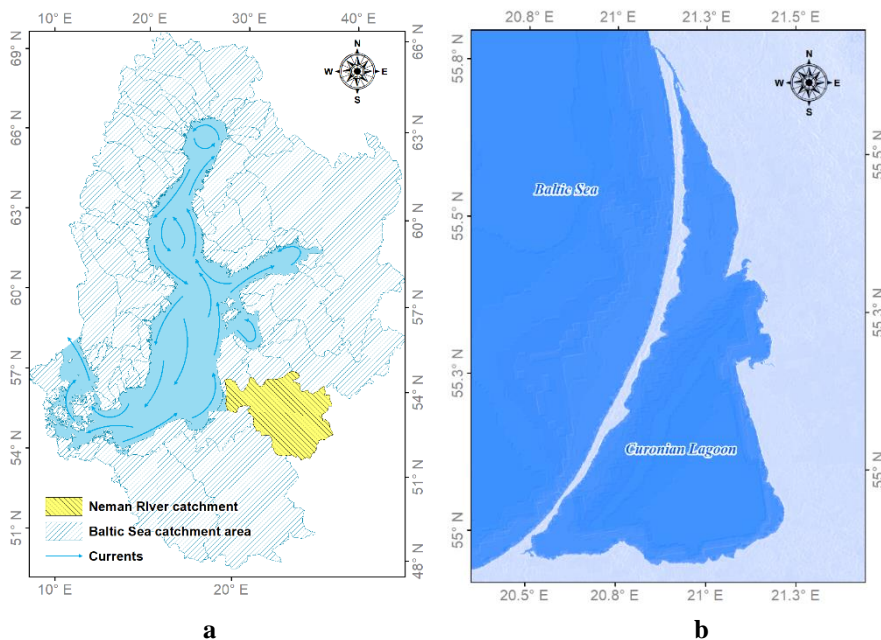 10° E 20° E 30° E 40° E
69° N
66° N
63° N
60° N
57° N
54° N
51° N
66° N
63° N
60° N
57° N
54° N
51° N
48° N
N
W E
S
Neman RIver catchment
Baltic Sea catchment area
Currents
10° E 20° E
a
20.8° E 21° E 21.3° E 21.5° E
55.8° N
55.5° N
55.3° N
55° N
55.5° N
55.3° N
55° N
N
W E
S
Baltic Sea
Curonian Lagoon
20.5° E 20.8° E 21° E 21.3° E
b